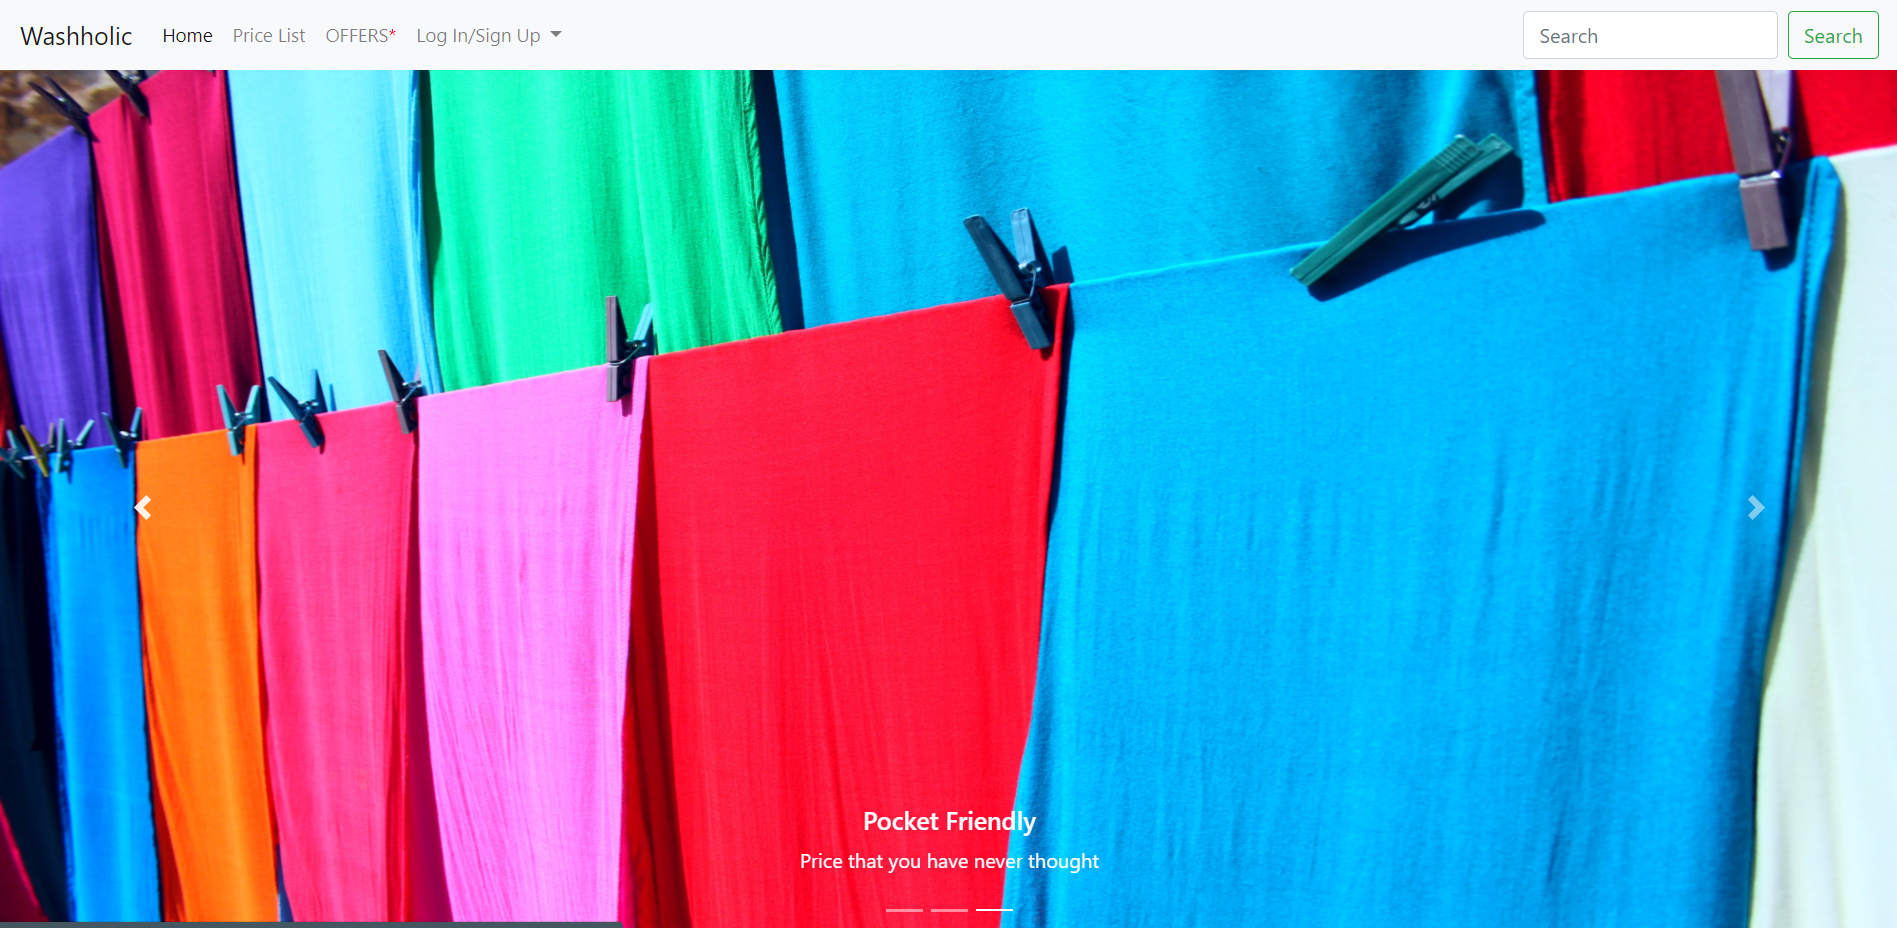 Washholic Home Price List OFFERS* Log In/Sign Up Search Search
Pocket Friendly
Price that you have never thought